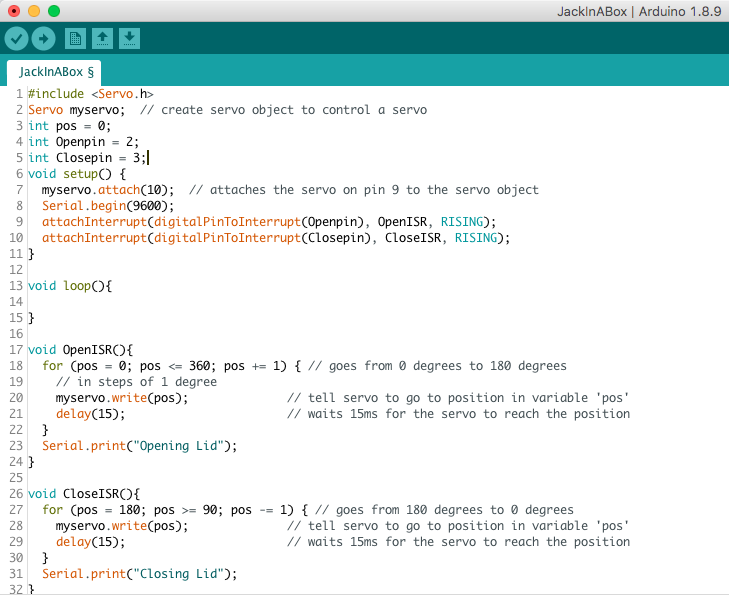 JackInABox | Arduino 1.8.9
JackInABox §
1 #include <Servo.h>
2 Servo myservo;  // create servo object to control a servo
3 int pos = 0;
4 int Openpin = 2;
5 int Closepin = 3;
6 void setup() {
7   myservo.attach(10);  // attaches the servo on pin 9 to the servo object
8   Serial.begin(9600);
9   attachInterrupt(digitalPinToInterrupt(Openpin), OpenISR, RISING);
10   attachInterrupt(digitalPinToInterrupt(Closepin), CloseISR, RISING);
11 }
12
13 void loop(){
14
15 }
16
17 void OpenISR(){
18   for (pos = 0; pos <= 360; pos += 1) { // goes from 0 degrees to 180 degrees
19     // in steps of 1 degree
20     myservo.write(pos);              // tell servo to go to position in variable 'pos'
21     delay(15);                       // waits 15ms for the servo to reach the position
22   }
23   Serial.print("Opening Lid");
24 }
25
26 void CloseISR(){
27   for (pos = 180; pos >= 90; pos -= 1) { // goes from 180 degrees to 0 degrees
28     myservo.write(pos);              // tell servo to go to position in variable 'pos'
29     delay(15);                       // waits 15ms for the servo to reach the position
30   }
31   Serial.print("Closing Lid");
32 }